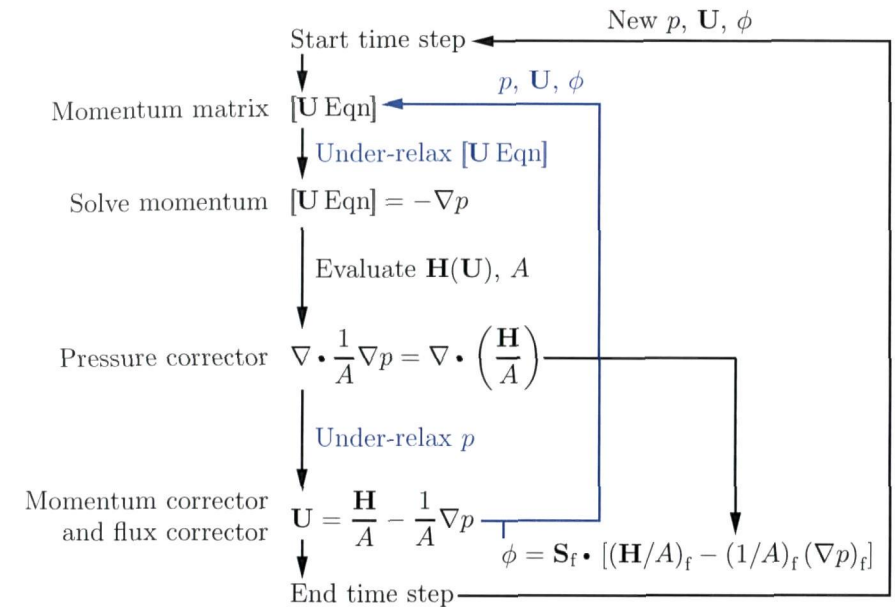 New p, U, ϕ
Start time step
p, U, ϕ
Momentum matrix [U Eqn]
Under-relax [U Eqn]
Solve momentum [U Eqn] = −∇p
Evaluate H(U), A
Pressure corrector ∇ • 1/A ∇p = ∇ • (H/A)
Under-relax p
Momentum corrector
and flux corrector U = H/A − 1/A ∇p
ϕ = S_f • [(H/A)_f − (1/A)_f (∇p)_f]
End time step